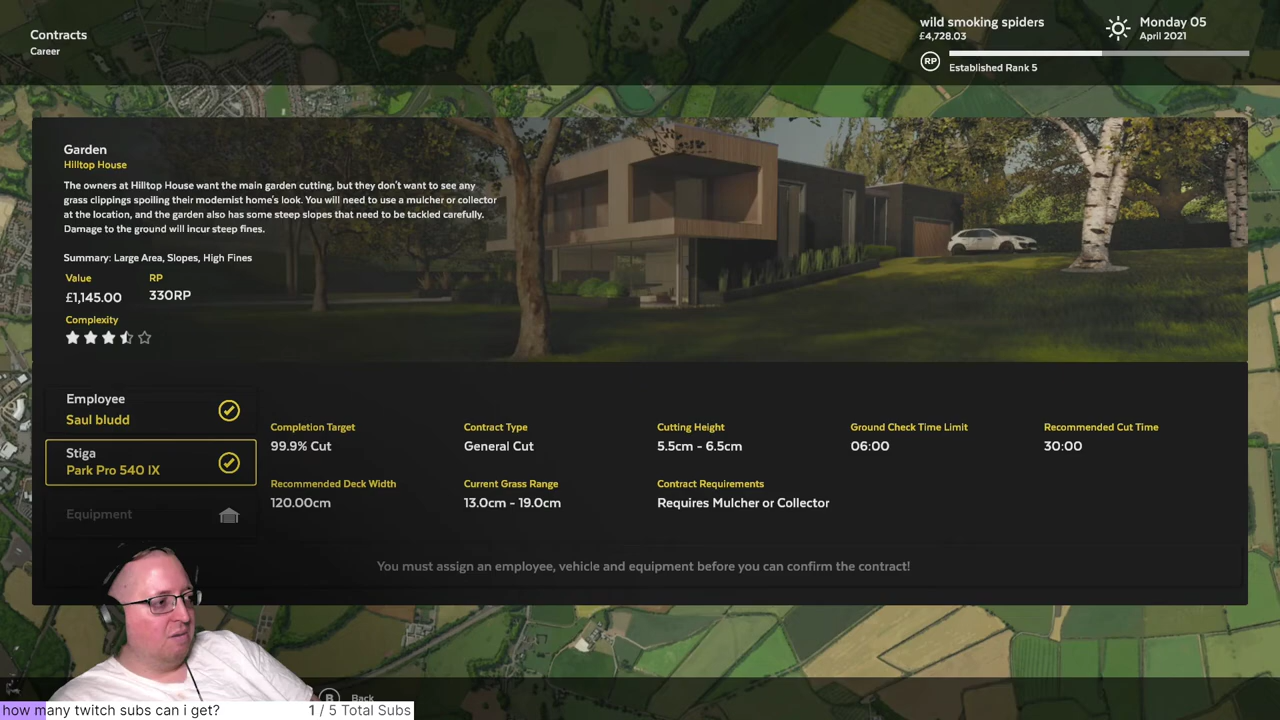 Contracts
Career
wild smoking spiders
£4,728.03
Monday 05
April 2021
RP
Established Rank 5
Garden
Hilltop House
The owners at Hilltop House want the main garden cutting, but they don't want to see any
grass clippings spoiling their modernist home's look. You will need to use a mulcher or collector
at the location, and the garden also has some steep slopes that need to be tackled carefully.
Damage to the ground will incur steep fines.
Summary: Large Area, Slopes, High Fines
Value
£1,145.00
RP
330RP
Complexity
Employee
Saul bludd
Stiga
Park Pro 540 IX
Equipment
Completion Target
99.9% Cut
Contract Type
General Cut
Cutting Height
5.5cm - 6.5cm
Ground Check Time Limit
06:00
Recommended Cut Time
30:00
Recommended Deck Width
120.00cm
Current Grass Range
13.0cm - 19.0cm
Contract Requirements
Requires Mulcher or Collector
You must assign an employee, vehicle and equipment before you can confirm the contract!
B Back
how many twitch subs can i get?
1 / 5 Total Subs